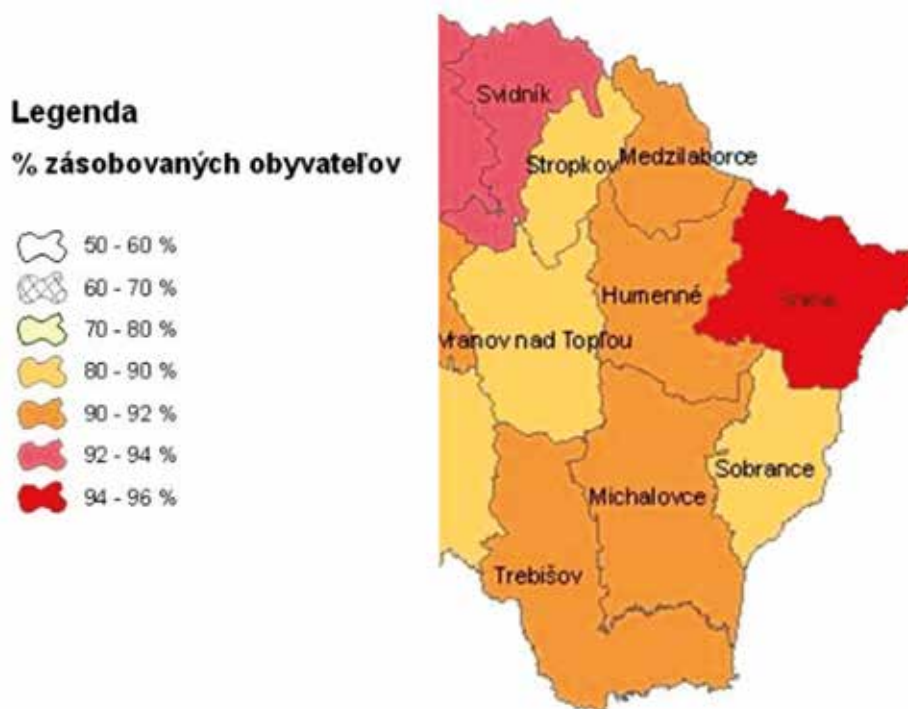 Legenda
% zásobovaných obyvateľov
50 - 60 %
60 - 70 %
70 - 80 %
80 - 90 %
90 - 92 %
92 - 94 %
94 - 96 %
Svidník
Stropkov
Medzilaborce
Humenné
Vranov nad Topľou
Sobrance
Michalovce
Trebišov